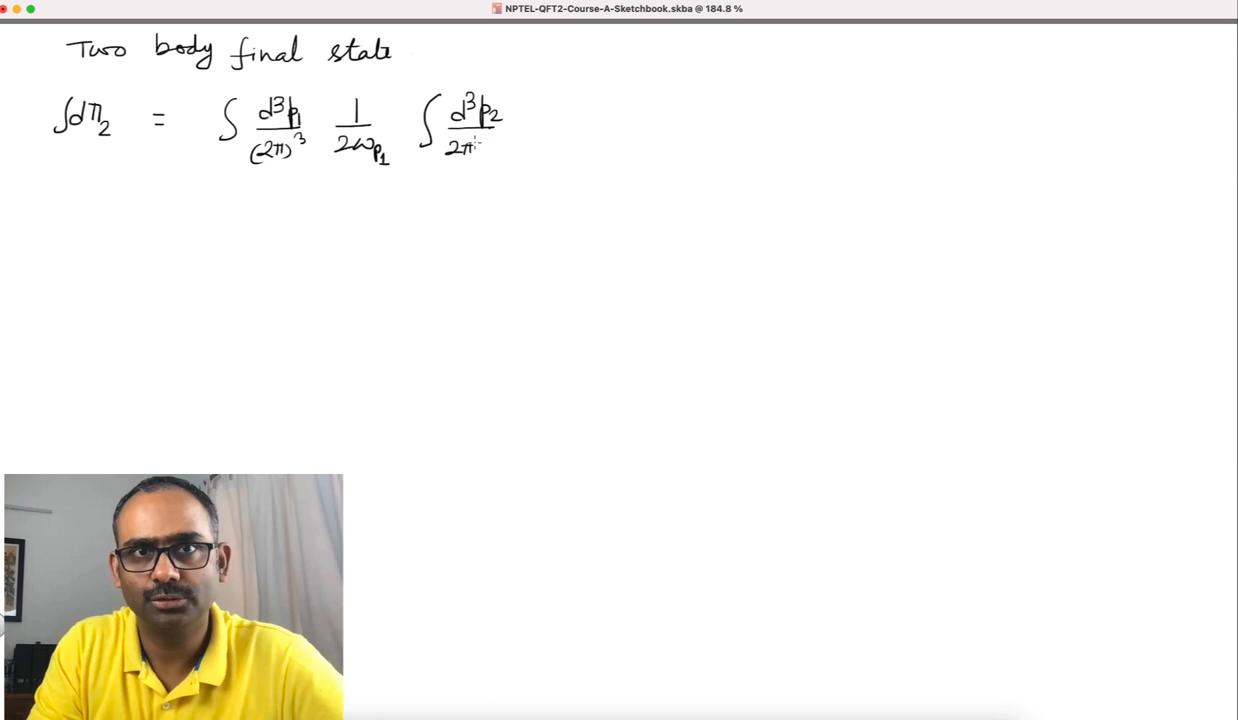 NPTEL-QFT2-Course-A-Sketchbook.skba @ 184.8 %
Two body final state
∫dπ₂ = ∫ d³p₁/(2π)³ 1/2ω_p₁ ∫ d³p₂/2π